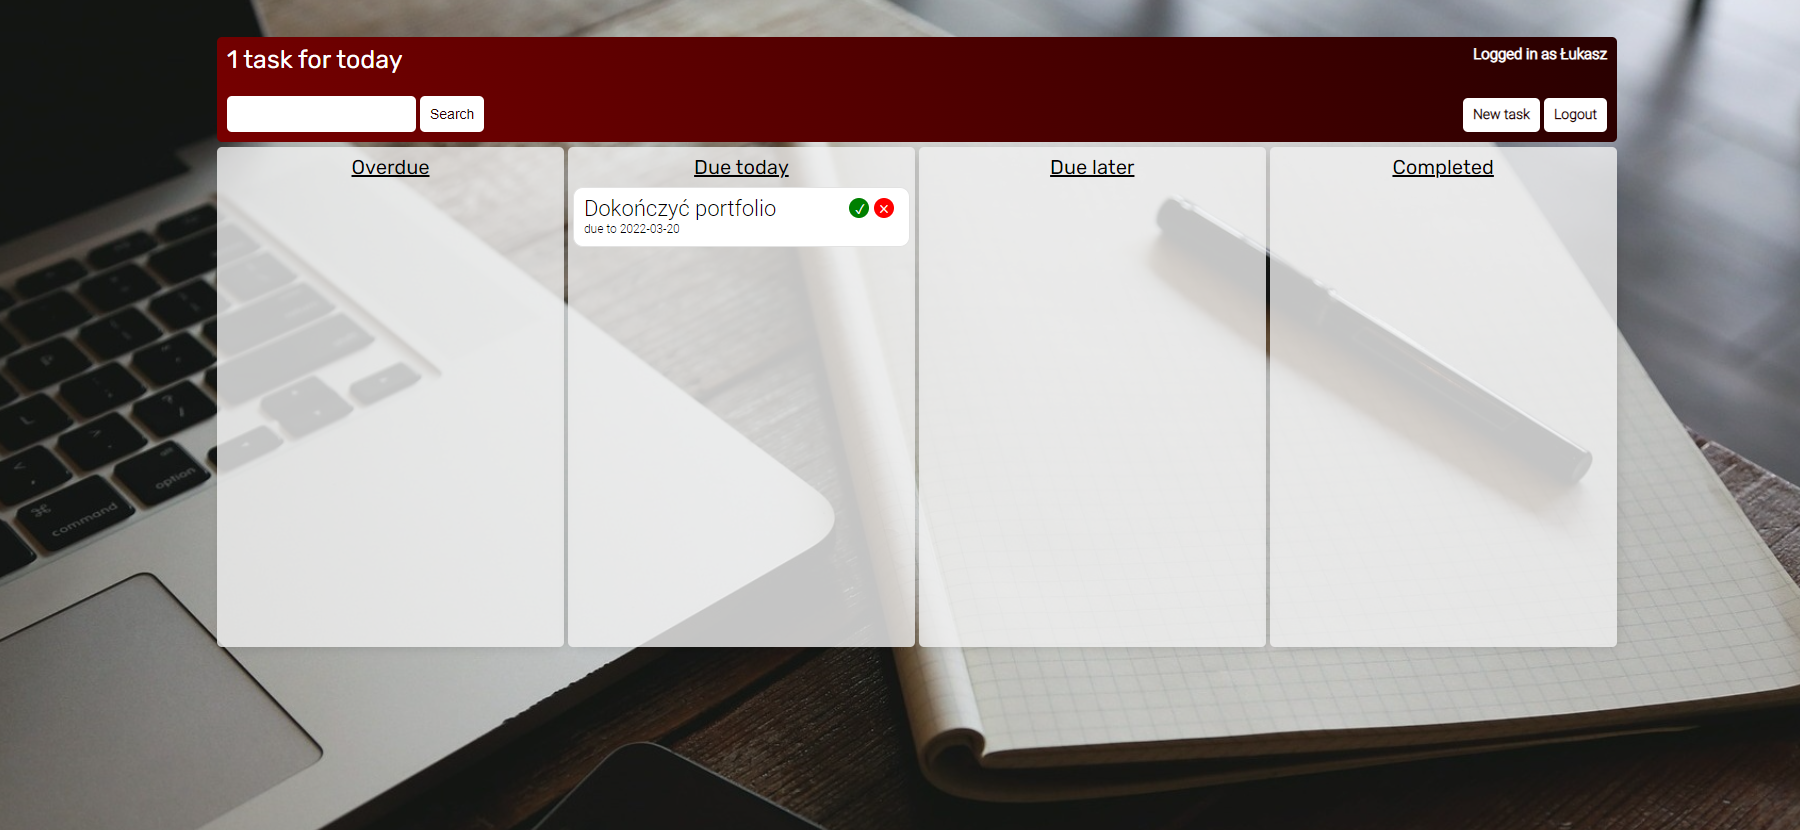 1 task for today
Logged in as Łukasz
Search
New task
Logout
Overdue
Due today
Due later
Completed
Dokończyć portfolio
due to 2022-03-20
option
command